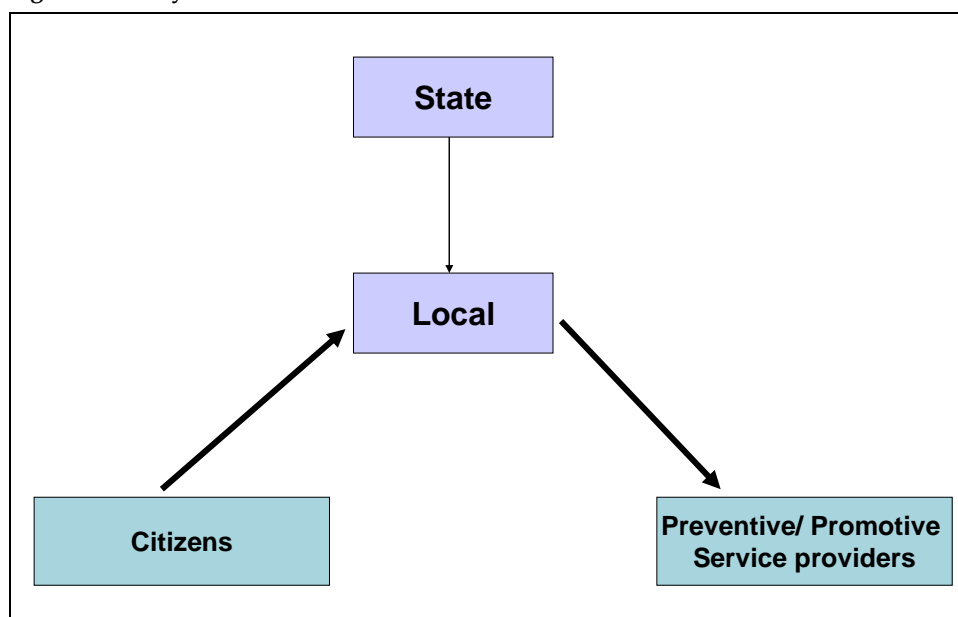 State
Local
Citizens
Preventive/ Promotive
Service providers